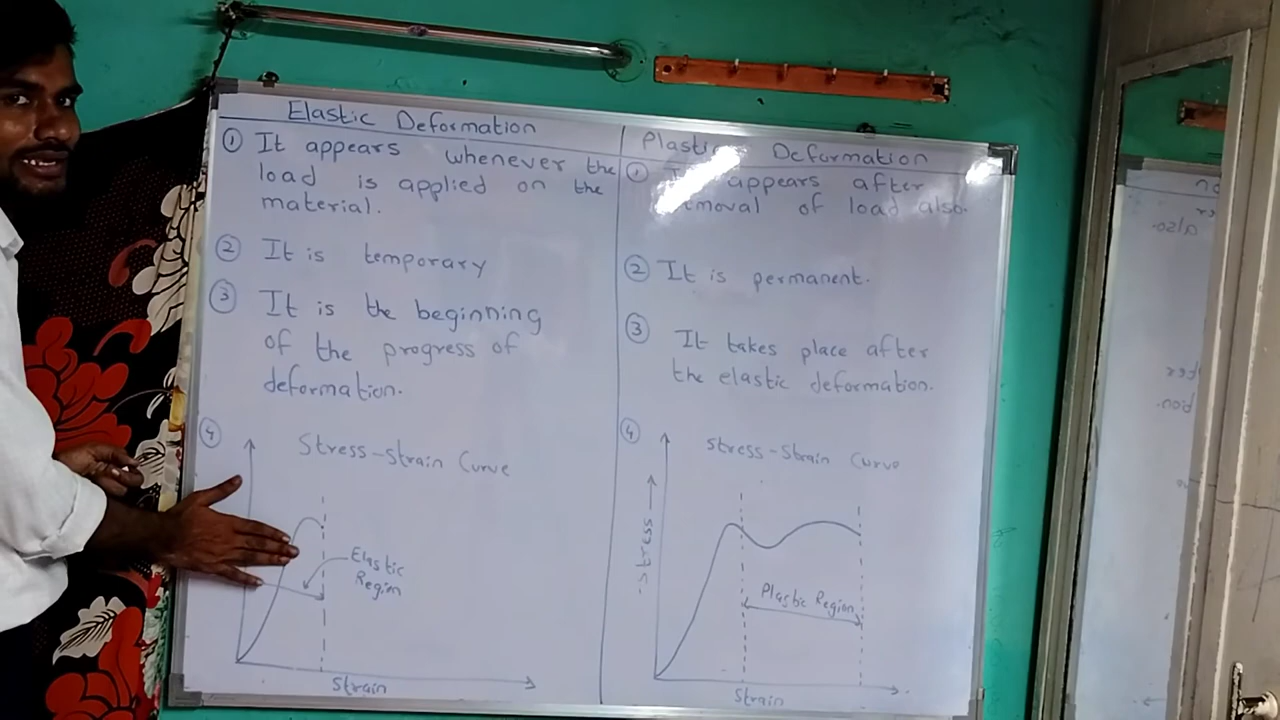 Elastic Deformation
① It appears whenever the
load is applied on the
material.
② It is temporary
③ It is the beginning
of the progress of
deformation.
④
Stress-Strain Curve
Elastic
Region
Strain
Plastic Deformation
① appears after
of load also.
② It is permanent.
③ It takes place after
the elastic deformation.
④
Stress-Strain Curve
Stress
Plastic Region
Strain